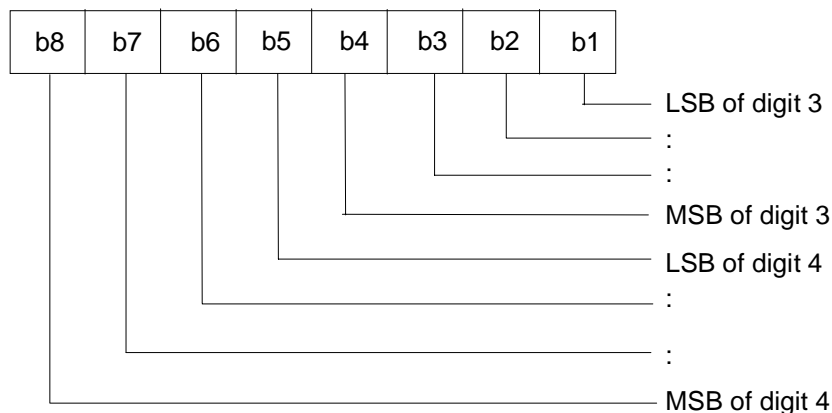 b8 b7 b6 b5 b4 b3 b2 b1
LSB of digit 3
:
:
MSB of digit 3
LSB of digit 4
:
:
MSB of digit 4